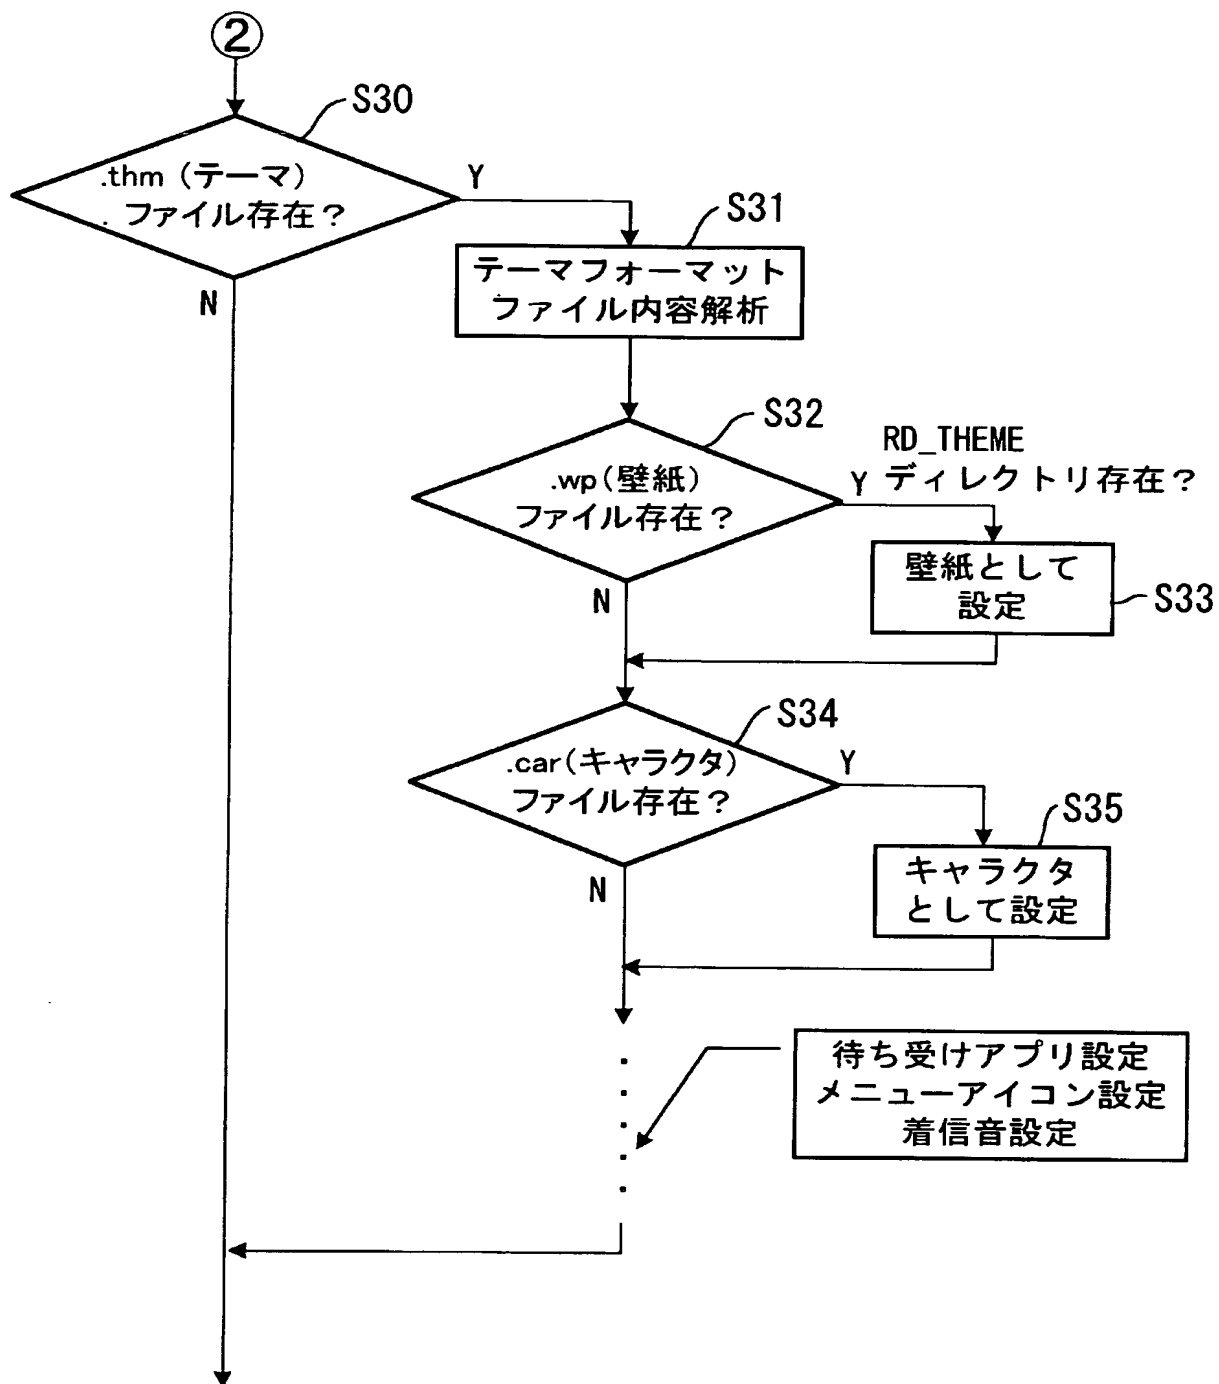 ②
S30
.thm (テーマ)
ファイル存在?
Y
N
S31
テーマフォーマット
ファイル内容解析
S32
.wp(壁紙)
ファイル存在?
RD_THEME
Y ディレクトリ存在?
N
壁紙として
設定
S33
S34
.car(キャラクタ)
ファイル存在?
Y
N
S35
キャラクタ
として設定
待ち受けアプリ設定
メニューアイコン設定
着信音設定